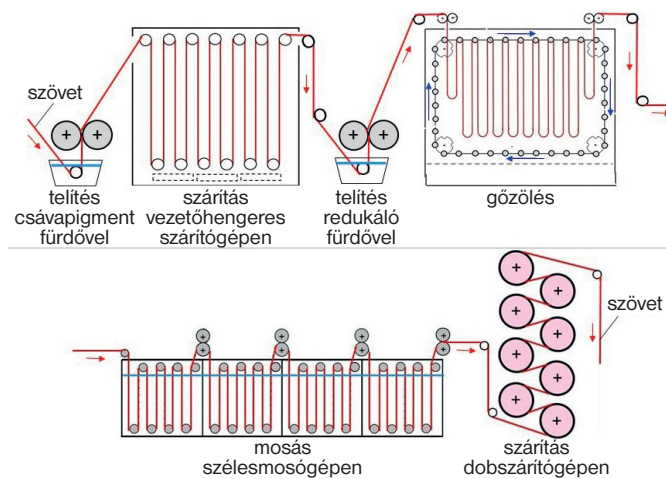 szövet
telítés
csávapigment
fürdővel
szárítás
vezetőhengeres
szárítógépen
telítés
redukáló
fürdővel
gőzölés
szövet
mosás
szélesmosógépen
szárítás
dobszárítógépen